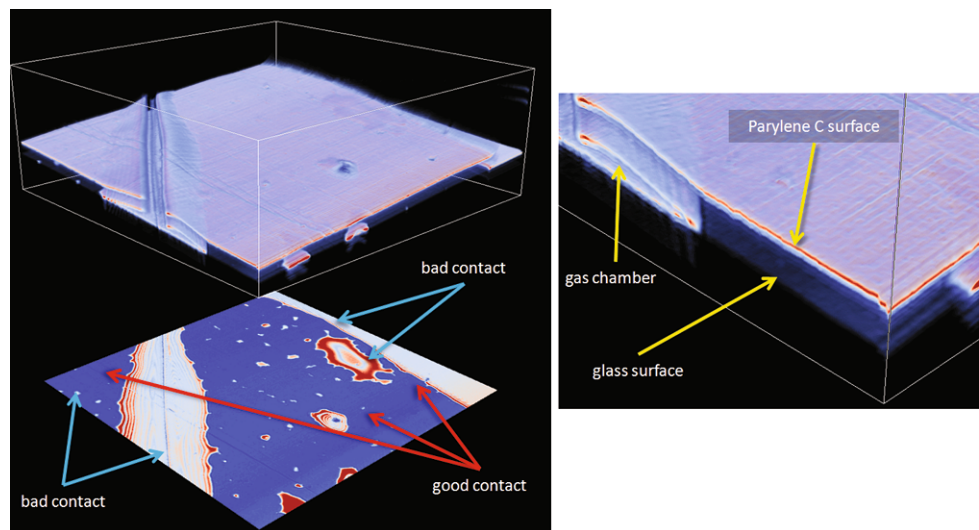 bad contact
bad contact
good contact
Parylene C surface
gas chamber
glass surface